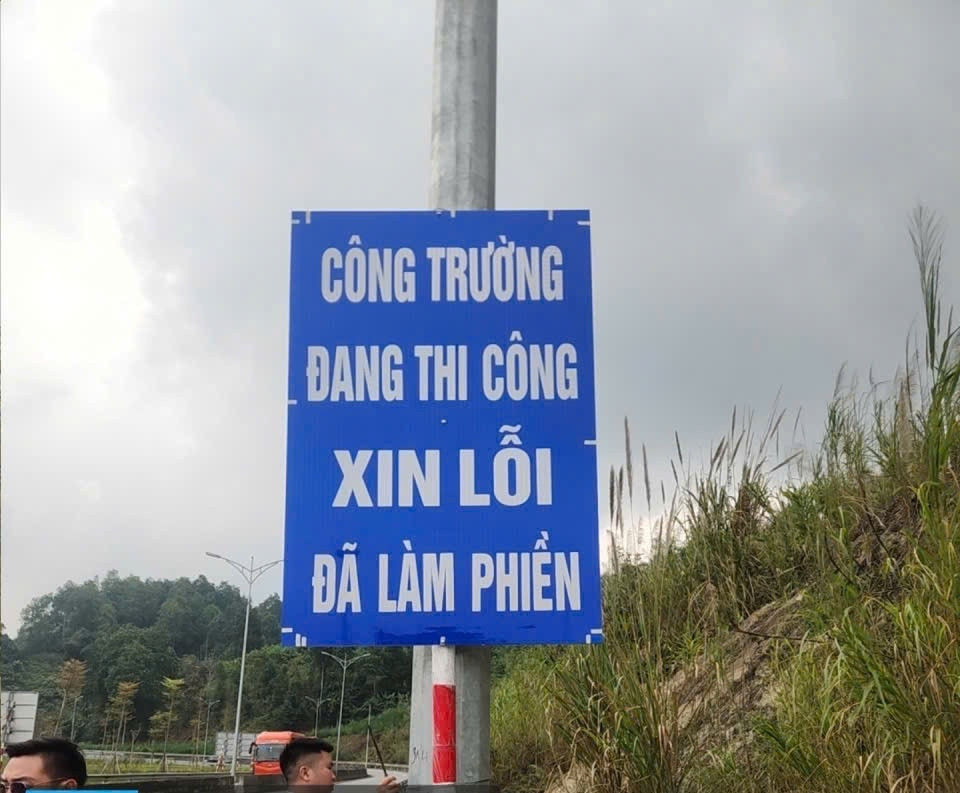 CÔNG TRƯỜNG
ĐANG THI CÔNG
XIN LỖI
ĐÃ LÀM PHIỀN